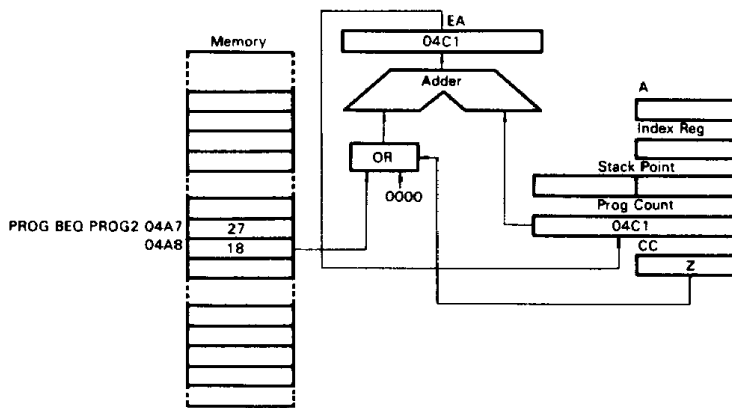 EA
Memory
04C1
Adder
A
Index Reg
OR
Stack Point
0000
Prog Count
PROG BEQ PROG2 04A7 27
04C1
04A8 18
CC
Z